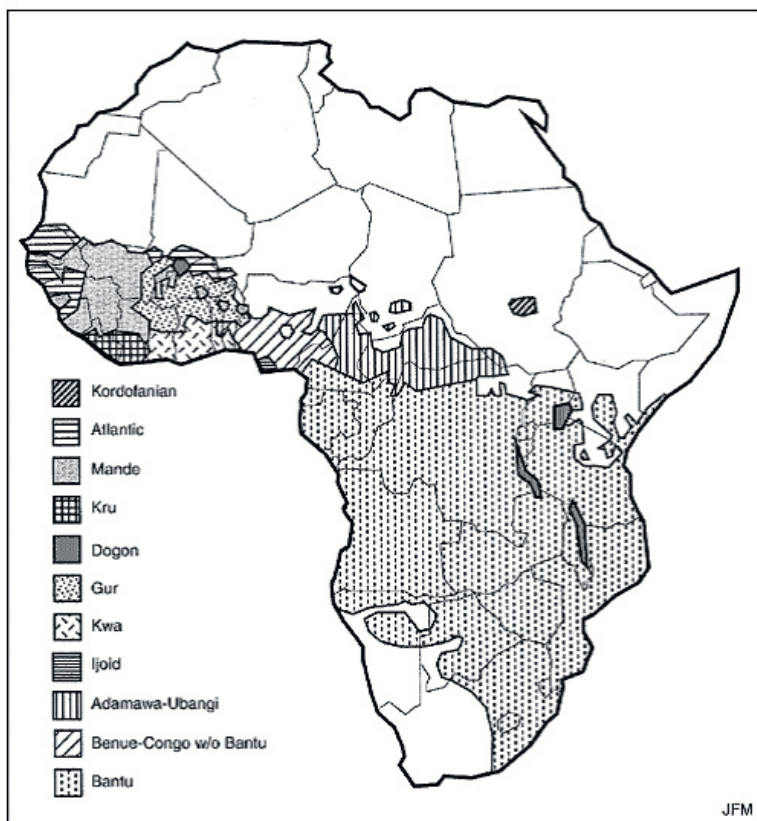 Kordofanian
Atlantic
Mande
Kru
Dogon
Gur
Kwa
Ijoid
Adamawa-Ubangi
Benue-Congo w/o Bantu
Bantu
JFM